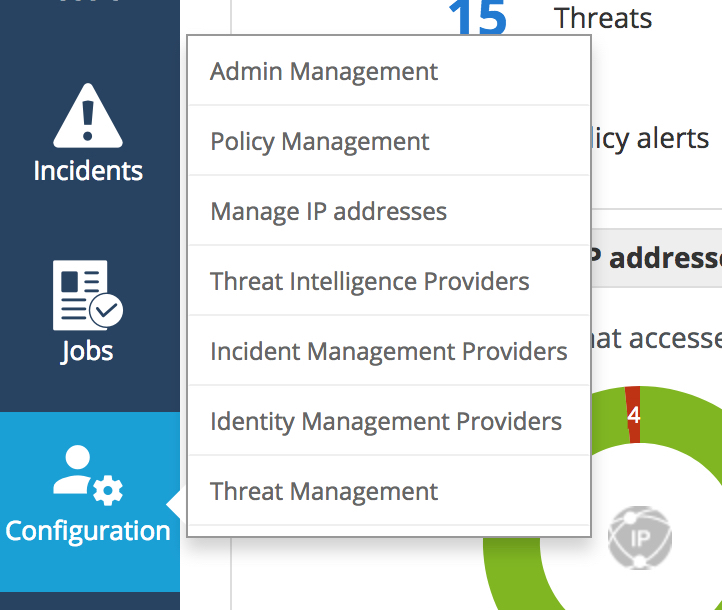 15 Threats
Admin Management
Policy Management
licy alerts
Incidents
Manage IP addresses
P address
Threat Intelligence Providers
Jobs
Incident Management Providers
hat accesse
Identity Management Providers
4
Threat Management
Configuration
IP